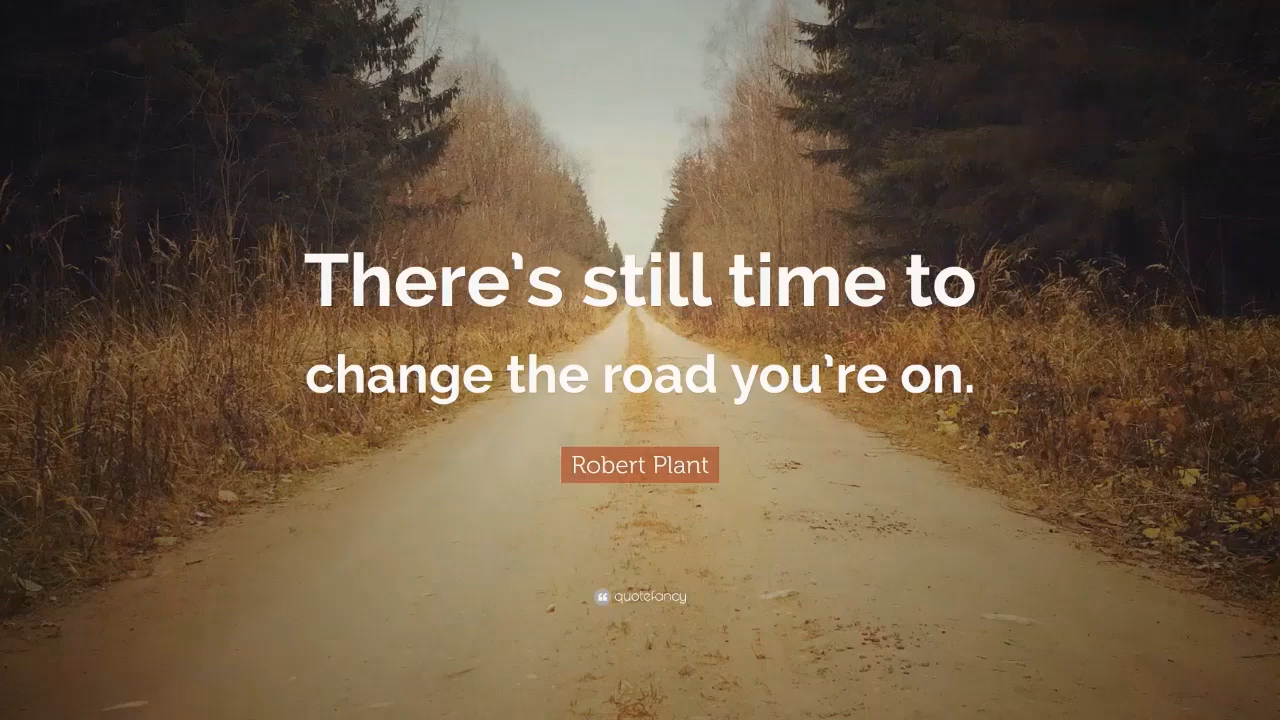 There’s still time to
change the road you’re on.
Robert Plant
quotefancy